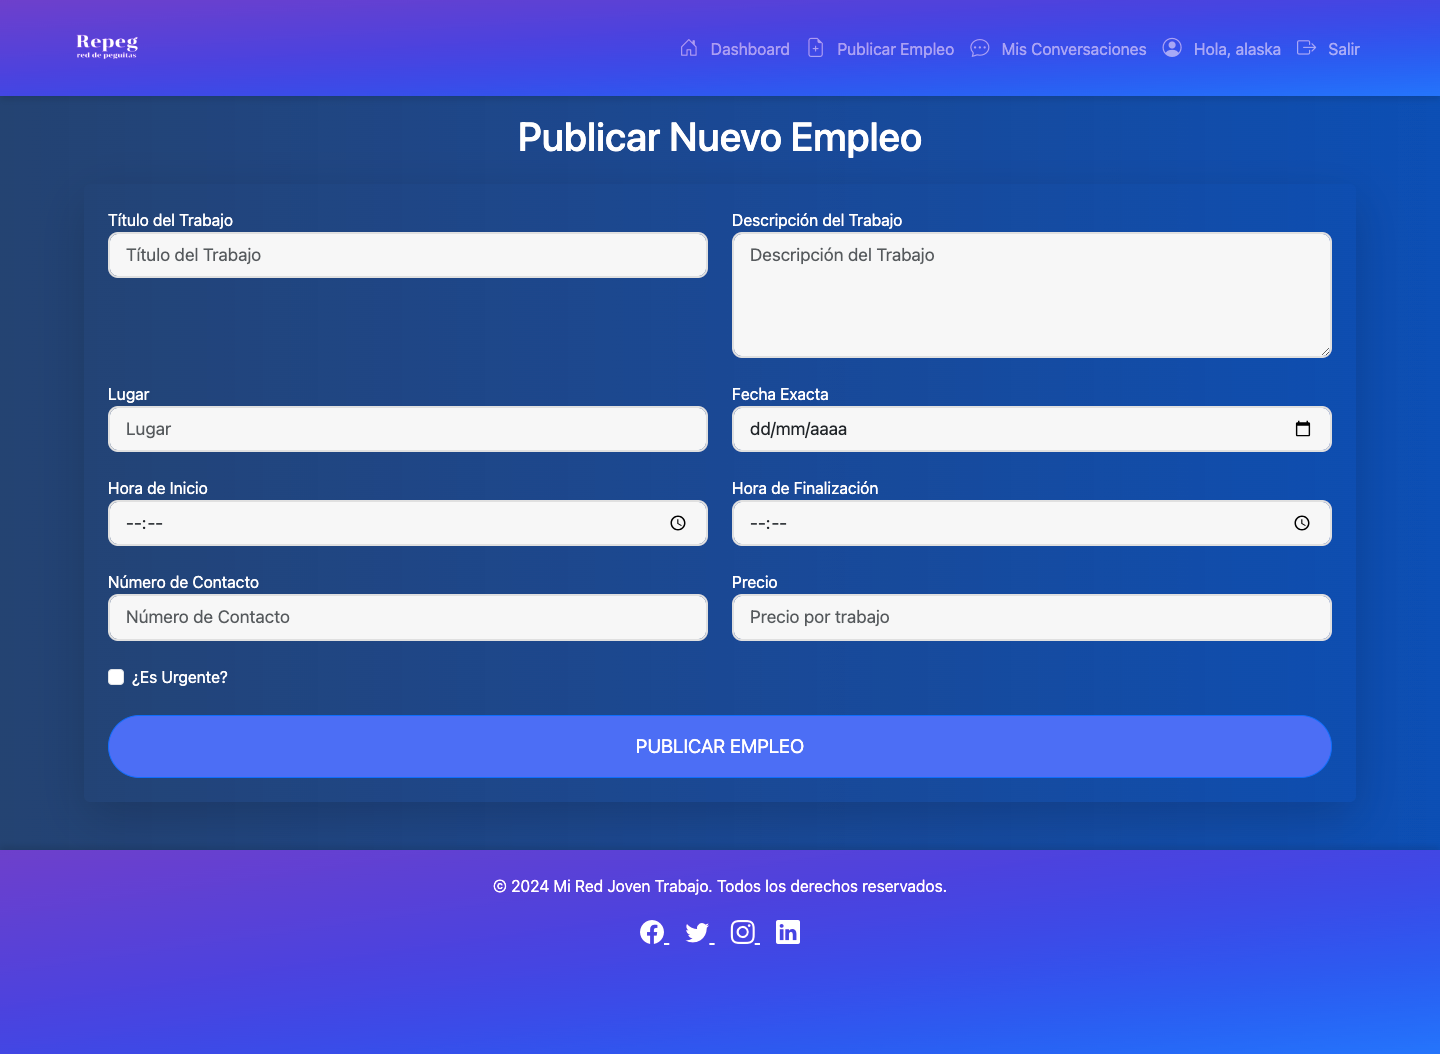 Repeg
red de peguitas
Dashboard Publicar Empleo Mis Conversaciones Hola, alaska Salir
Publicar Nuevo Empleo
Título del Trabajo
Título del Trabajo
Descripción del Trabajo
Descripción del Trabajo
Lugar
Lugar
Fecha Exacta
dd/mm/aaaa
Hora de Inicio
--:--
Hora de Finalización
--:--
Número de Contacto
Número de Contacto
Precio
Precio por trabajo
¿Es Urgente?
PUBLICAR EMPLEO
© 2024 Mi Red Joven Trabajo. Todos los derechos reservados.